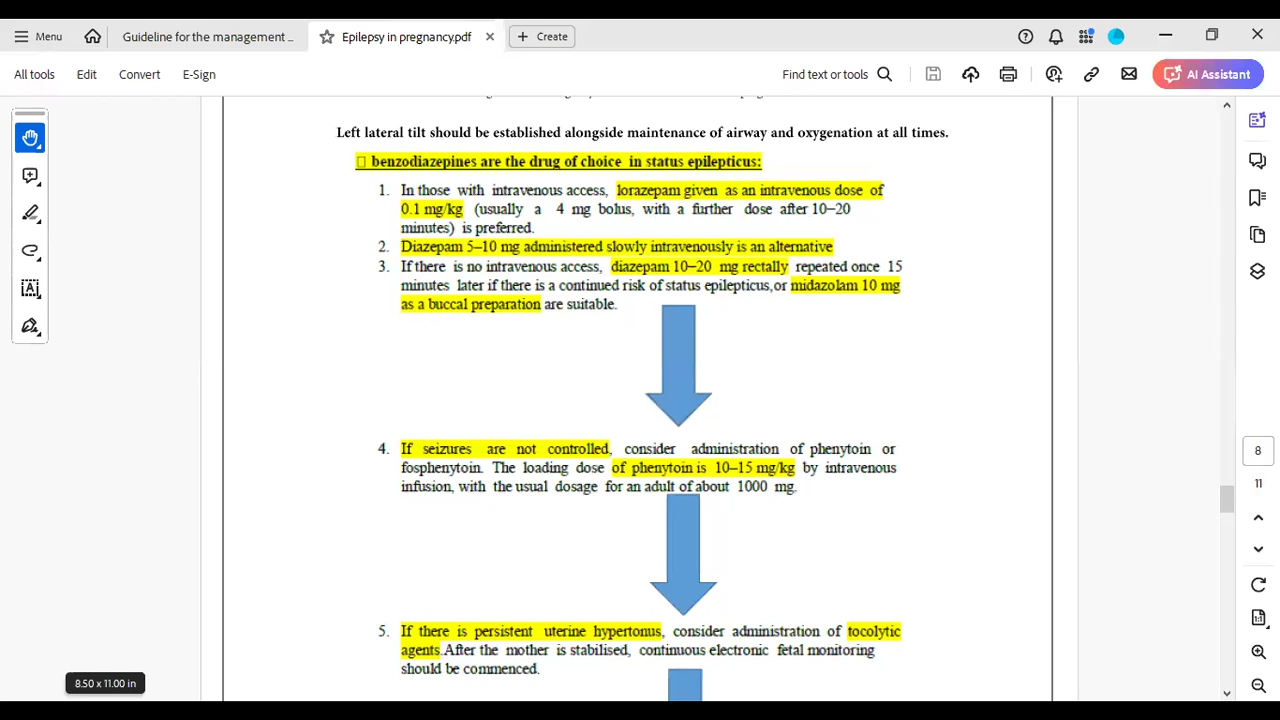 Menu
Guideline for the management ...
Epilepsy in pregnancy.pdf
Create
All tools
Edit
Convert
E-Sign
Find text or tools
AI Assistant
Left lateral tilt should be established alongside maintenance of airway and oxygenation at all times.
benzodiazepines are the drug of choice in status epilepticus:
1. In those with intravenous access, lorazepam given as an intravenous dose of
0.1 mg/kg (usually a 4 mg bolus, with a further dose after 10–20
minutes) is preferred.
2. Diazepam 5–10 mg administered slowly intravenously is an alternative
3. If there is no intravenous access, diazepam 10–20 mg rectally repeated once 15
minutes later if there is a continued risk of status epilepticus,or midazolam 10 mg
as a buccal preparation are suitable.
4. If seizures are not controlled, consider administration of phenytoin or
fosphenytoin. The loading dose of phenytoin is 10–15 mg/kg by intravenous
infusion, with the usual dosage for an adult of about 1000 mg.
5. If there is persistent uterine hypertonus, consider administration of tocolytic
agents.After the mother is stabilised, continuous electronic fetal monitoring
should be commenced.
8
11
1:1
8.50 x 11.00 in